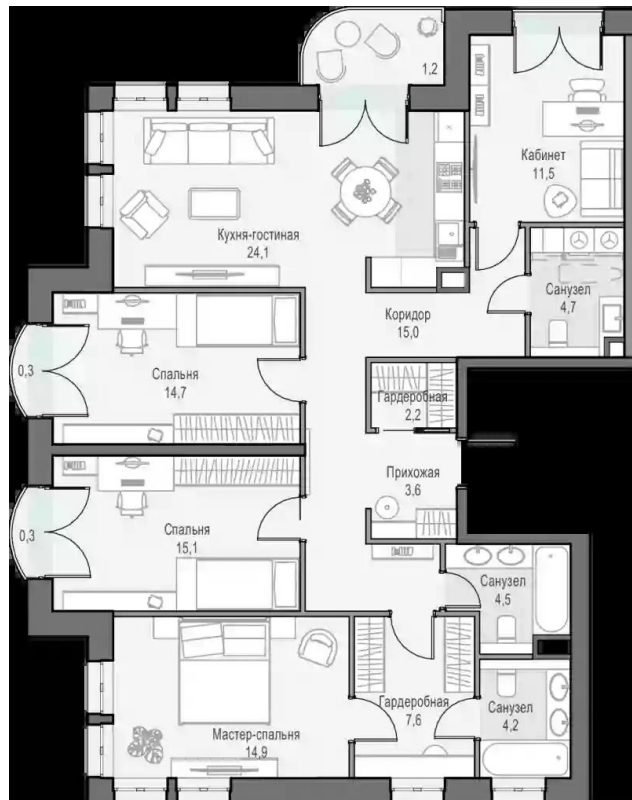 1,2
Кабинет
11,5
Кухня-гостиная
24,1
Санузел
4,7
Коридор
15,0
0,3
Спальня
14,7
Гардеробная
2,2
Прихожая
3,6
0,3
Спальня
15,1
Санузел
4,5
Гардеробная
7,6
Санузел
4,2
Мастер-спальня
14,9